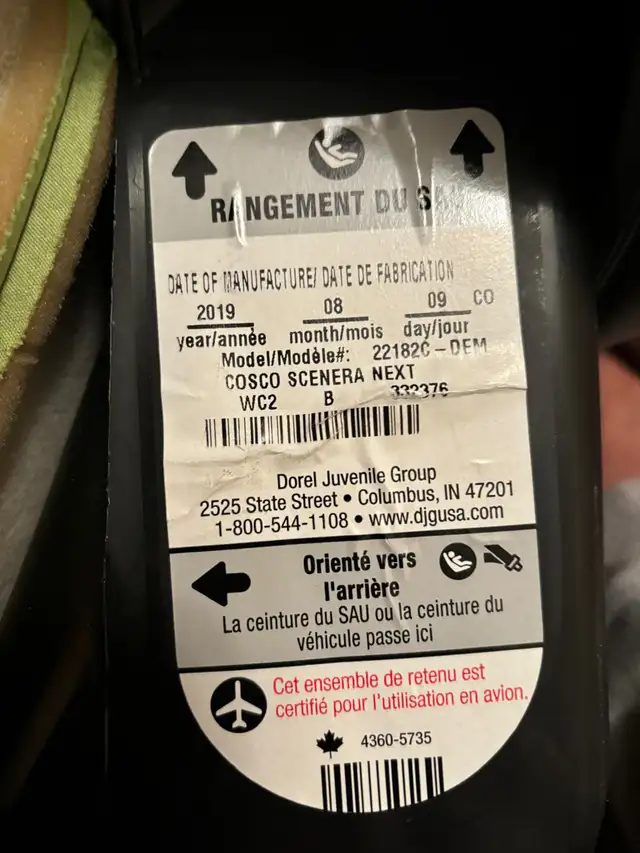 RANGEMENT DU
DATE OF MANUFACTURE/ DATE DE FABRICATION
2019 08 09 CO
year/année month/mois day/jour
Model/Modèle#: 22182C-DEM
COSCO SCENERA NEXT
WC2 B 332376
Dorel Juvenile Group
2525 State Street • Columbus, IN 47201
1-800-544-1108 • www.djgusa.com
Orienté vers
l'arrière
La ceinture du SAU ou la ceinture du
véhicule passe ici
Cet ensemble de retenu est
certifié pour l'utilisation en avion.
4360-5735